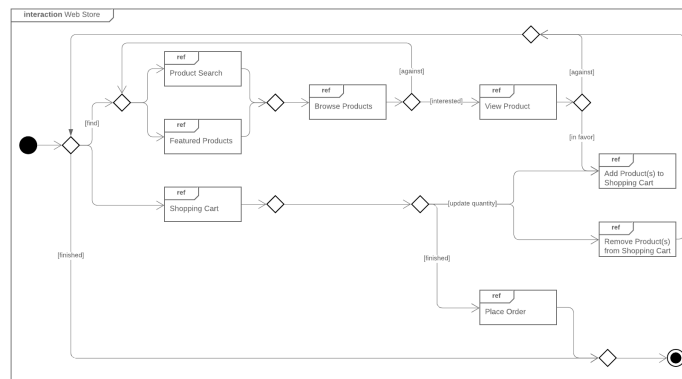 interaction Web Store
ref
Product Search
[against]
[against]
ref
Browse Products
[interested]
ref
View Product
[find]
ref
Featured Products
[in favor]
ref
Add Product(s) to
Shopping Cart
ref
Shopping Cart
[update quantity]
ref
Remove Product(s)
from Shopping Cart
[finished]
[finished]
ref
Place Order